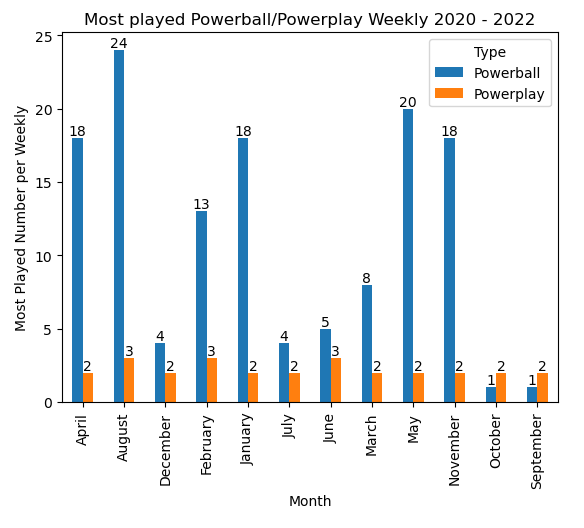 Most played Powerball/Powerplay Weekly 2020 - 2022
Most Played Number per Weekly
25
20
15
10
5
0
Type
Powerball
Powerplay
18 2 24 3 4 2 13 3 18 2 4 2 5 3 8 2 20 2 18 2 1 2 1 2
April
August
December
February
January
July
June
March
May
November
October
September
Month